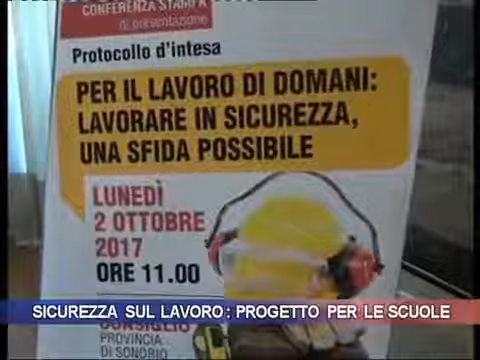 CONFERENZA STAMPA
di presentazione
Protocollo d'intesa
PER IL LAVORO DI DOMANI:
LAVORARE IN SICUREZZA,
UNA SFIDA POSSIBILE
LUNEDÌ
2 OTTOBRE
2017
ORE 11.00
SICUREZZA SUL LAVORO: PROGETTO PER LE SCUOLE
CONSIGLIO
PROVINCIA
DI SONDRIO